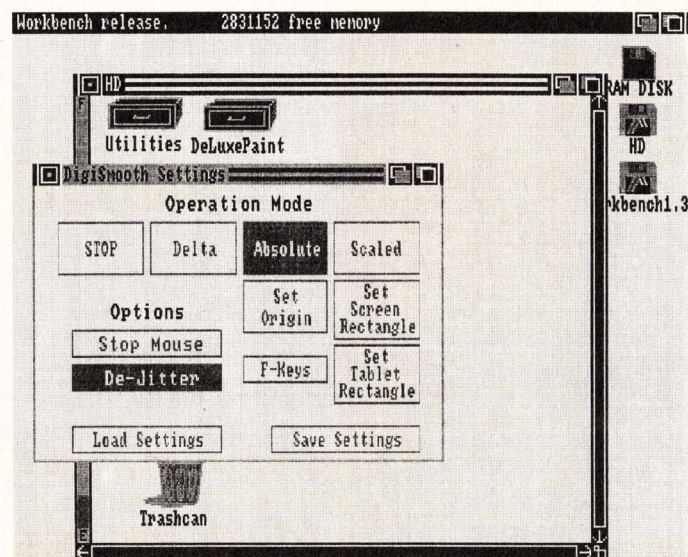 Workbench release. 2831152 free memory
RAM DISK
HD
F
Utilities
DeLuxePaint
HD
rkbench1.3
DigiSmooth Settings
Operation Mode
STOP
Delta
Absolute
Scaled
Set
Origin
Set
Screen
Rectangle
Options
Stop Mouse
De-Jitter
F-Keys
Set
Tablet
Rectangle
Load Settings
Save Settings
Trashcan
E